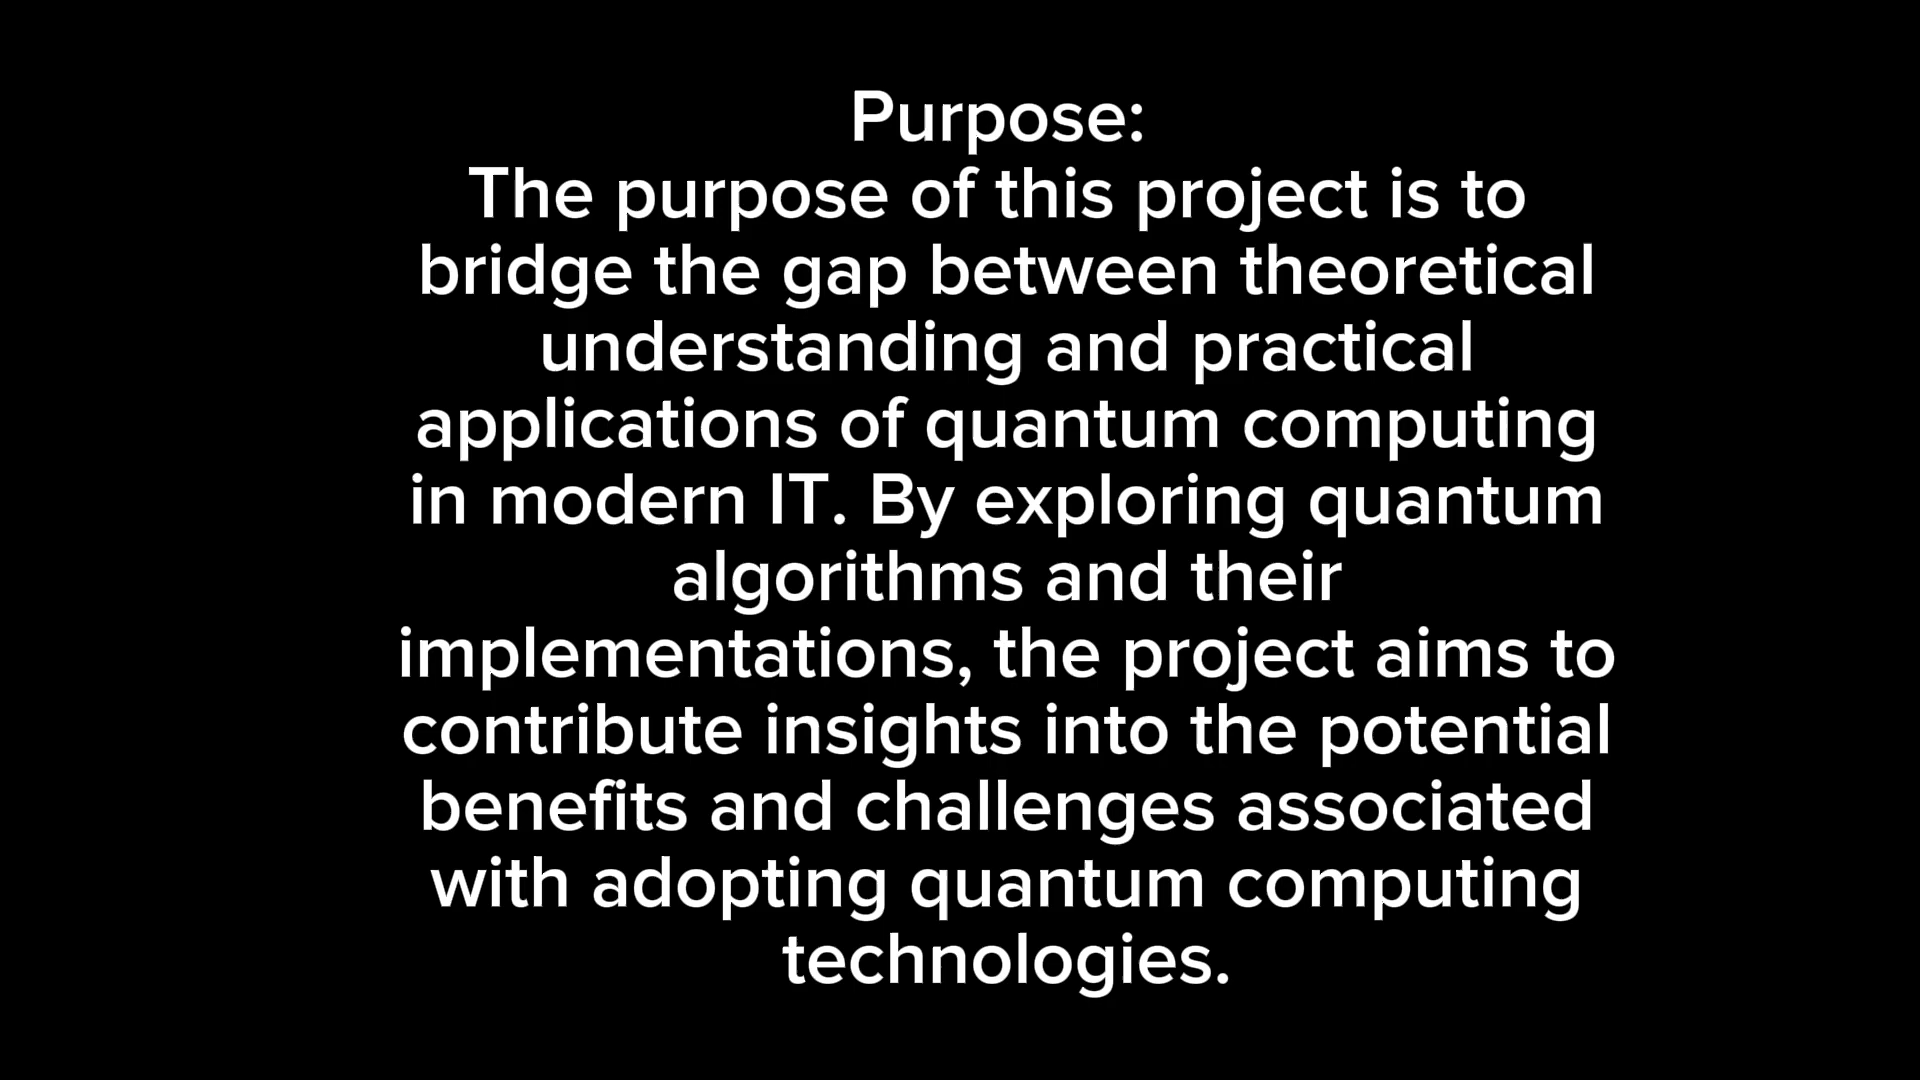 Purpose:
The purpose of this project is to
bridge the gap between theoretical
understanding and practical
applications of quantum computing
in modern IT. By exploring quantum
algorithms and their
implementations, the project aims to
contribute insights into the potential
benefits and challenges associated
with adopting quantum computing
technologies.